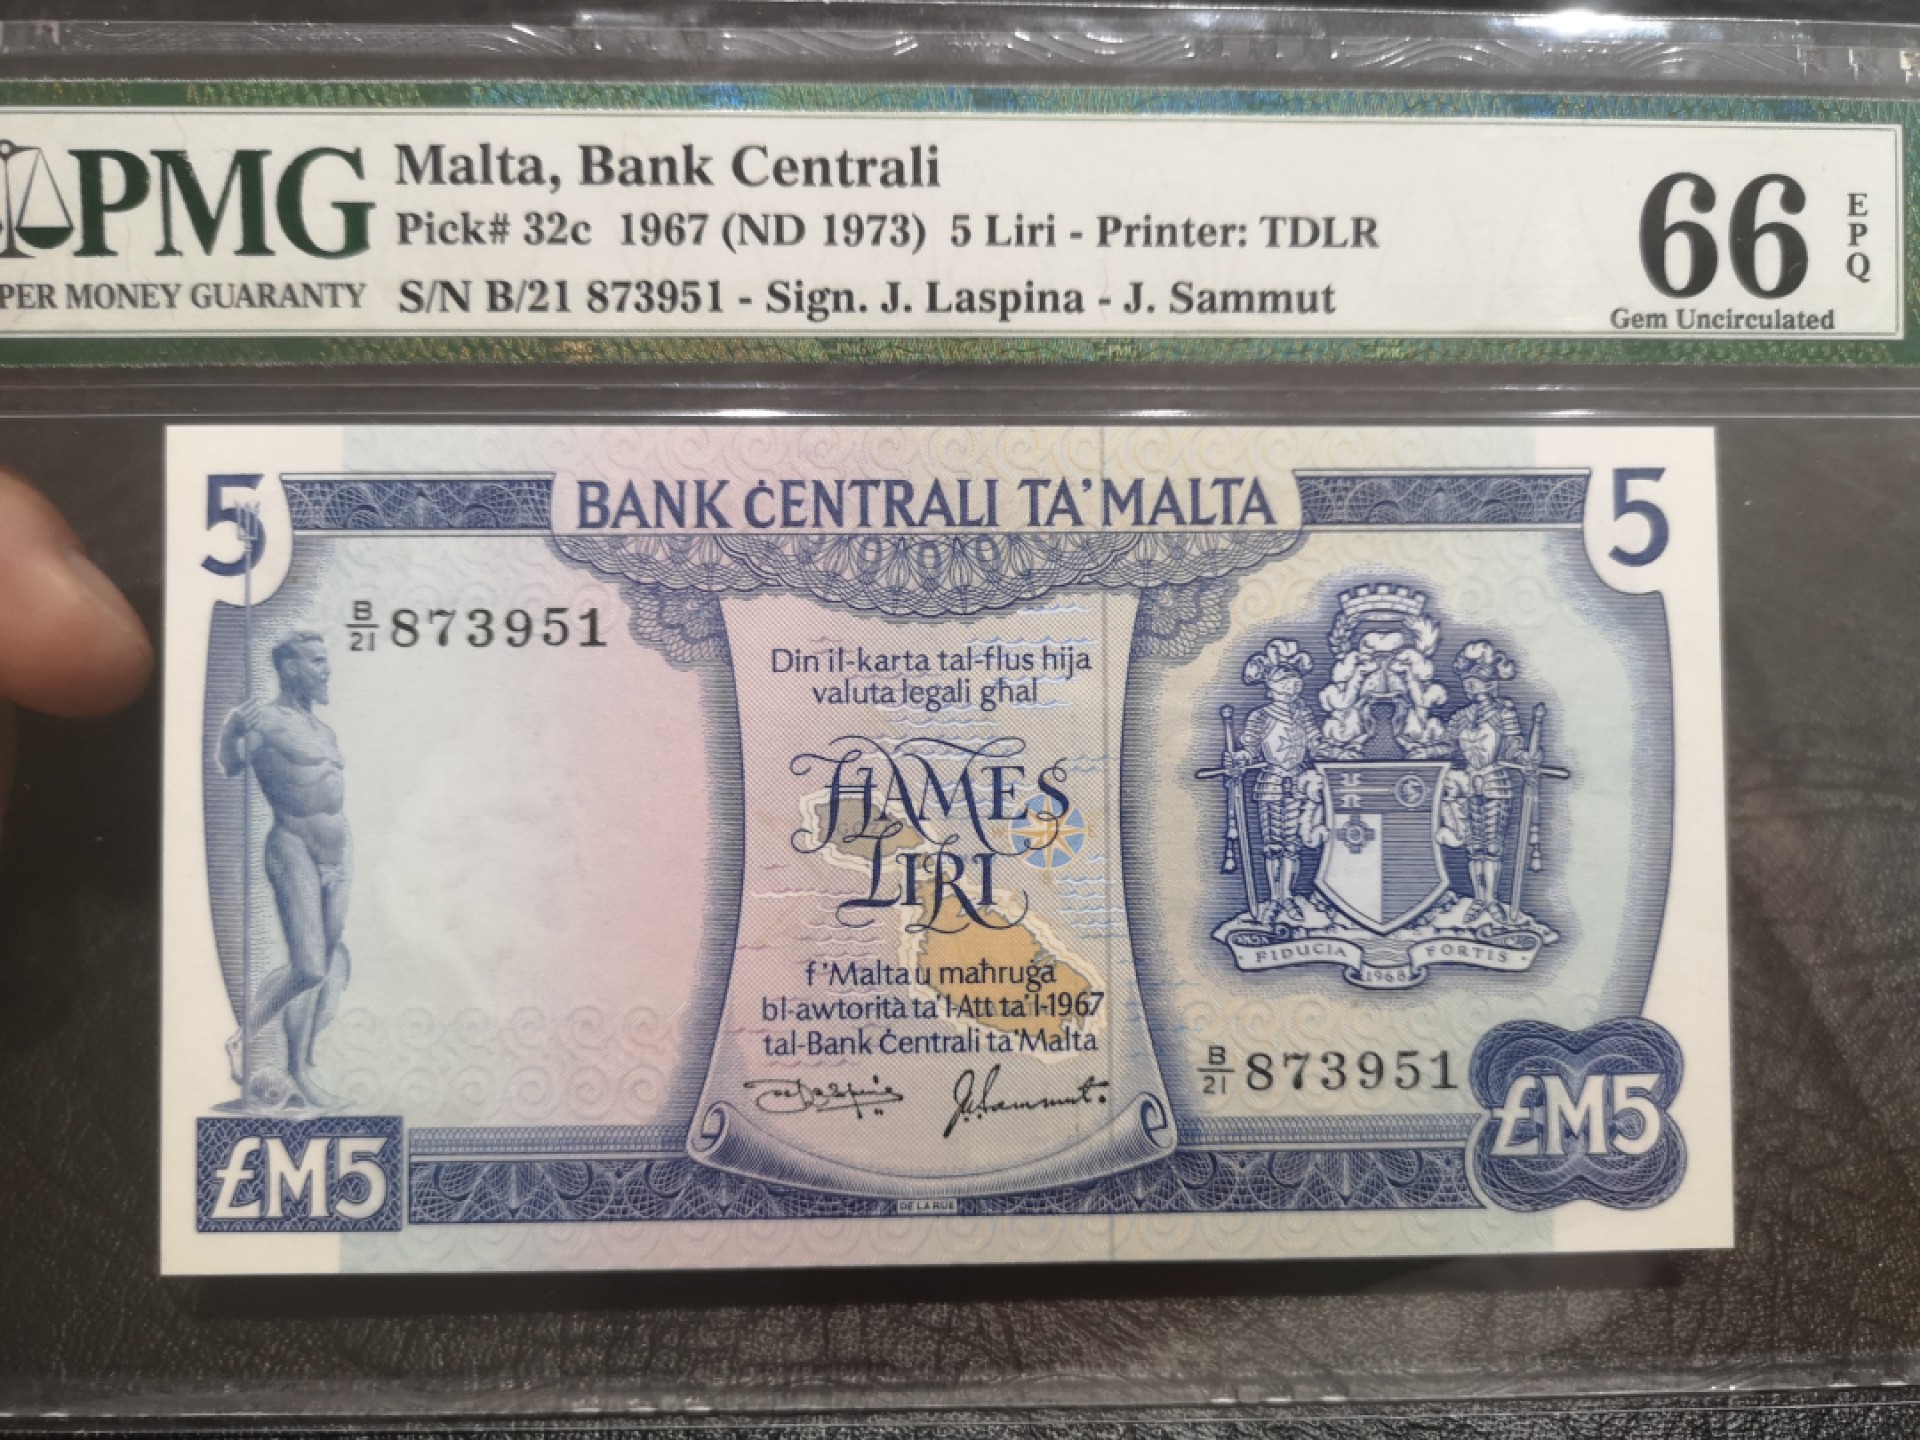 PMG
PER MONEY GUARANTY
Malta, Bank Centrali
Pick# 32c 1967 (ND 1973) 5 Liri - Printer: TDLR
S/N B/21 873951 - Sign. J. Laspina - J. Sammut
66
EPQ
Gem Uncirculated
5
BANK ĊENTRALI TA' MALTA
5
B/21 873951
Din il-karta tal-flus hija
valuta legali għal
ĦAMES
LIRI
f'Malta u maħruġa
bl-awtorità ta' l-Att ta' l-1967
tal-Bank Ċentrali ta' Malta
FIDUCIA FORTIS
1968
B/21 873951
J. Sammut
£M5
£M5
DE LA RUE